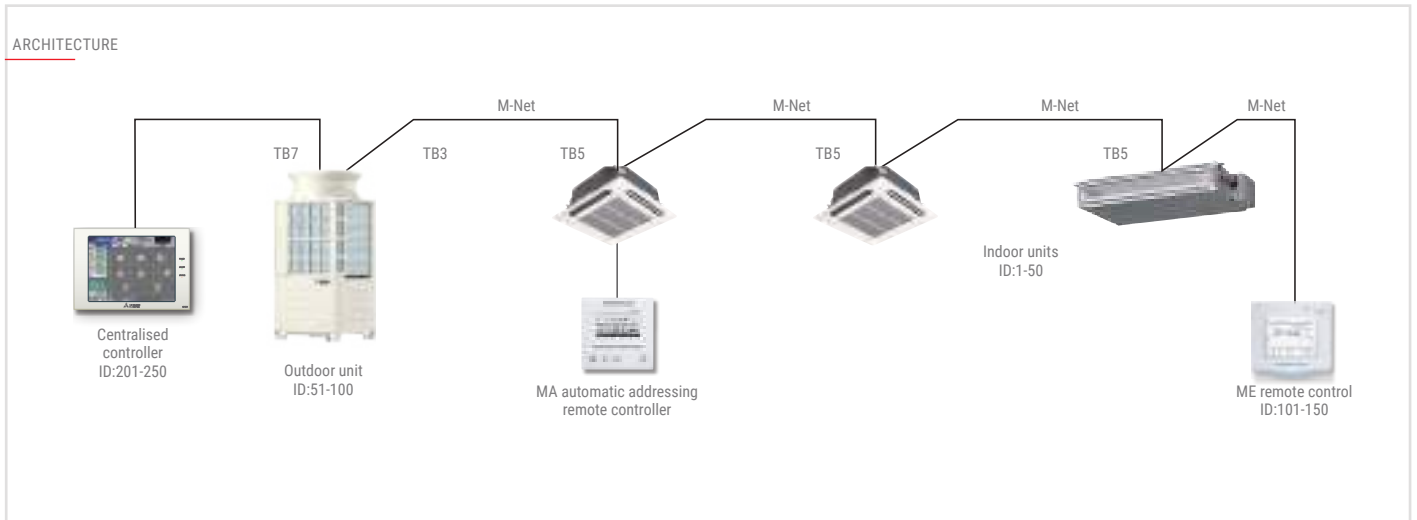 ARCHITECTURE
M-Net
M-Net
M-Net
M-Net
TB7
TB3
TB5
TB5
TB5
Indoor units
ID:1-50
Centralised
controller
ID:201-250
Outdoor unit
ID:51-100
MA automatic addressing
remote controller
ME remote control
ID:101-150